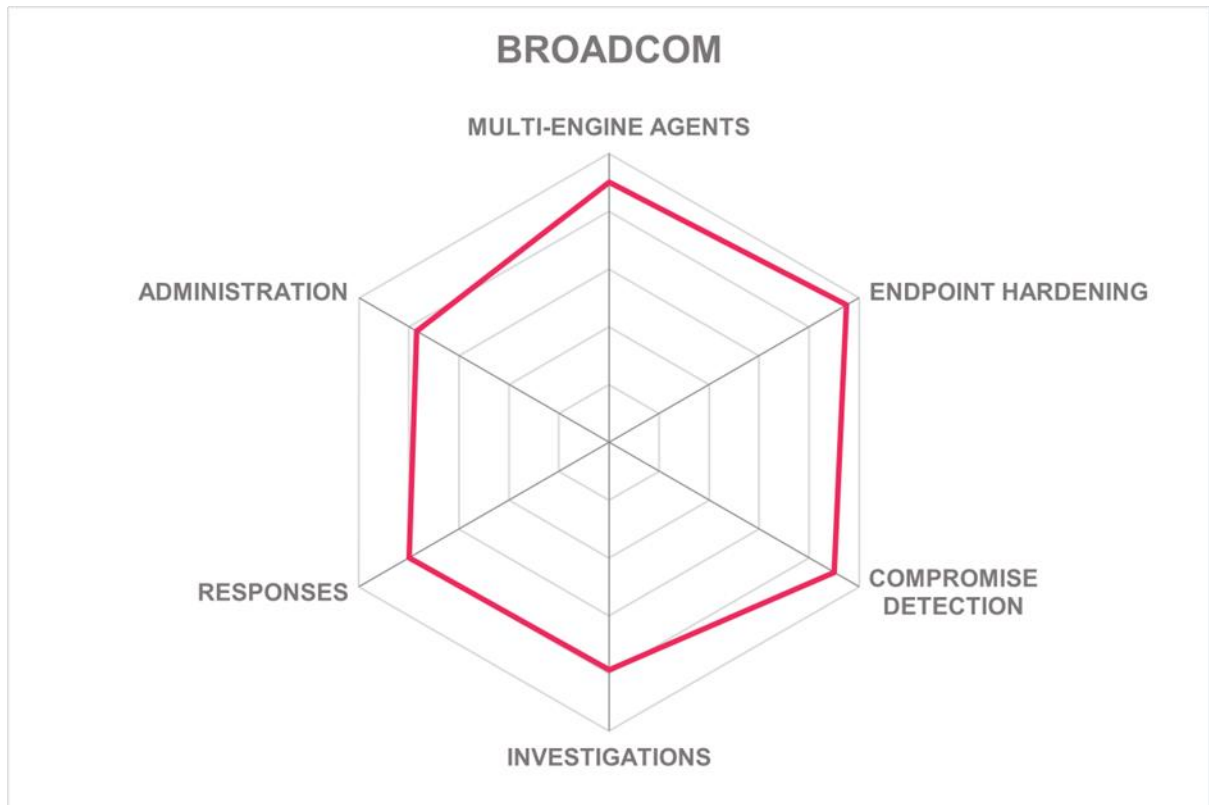 BROADCOM
MULTI-ENGINE AGENTS
ADMINISTRATION
ENDPOINT HARDENING
RESPONSES
COMPROMISE
DETECTION
INVESTIGATIONS